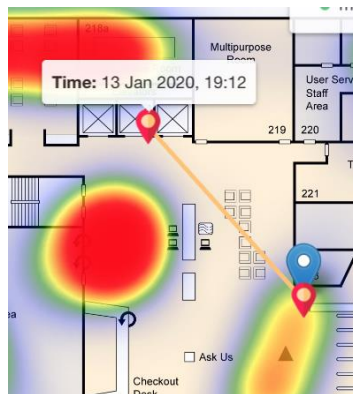 218a
Multipurpose
Room
Time: 13 Jan 2020, 19:12
User Serv
Staff
Area
219
220
221
Ask Us
Checkout
Desk